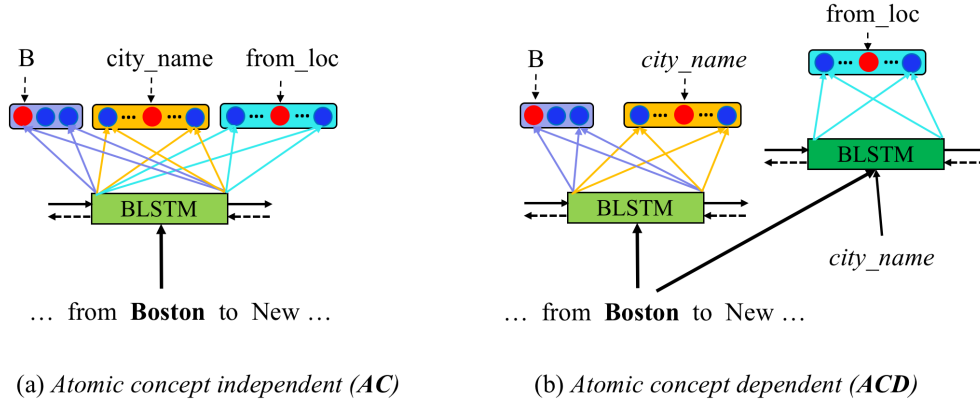 B city_name from_loc
... ... ... ...
BLSTM
... from Boston to New ...
(a) Atomic concept independent (AC)
from_loc
... ...
B city_name
... ...
BLSTM
BLSTM
city_name
... from Boston to New ...
(b) Atomic concept dependent (ACD)